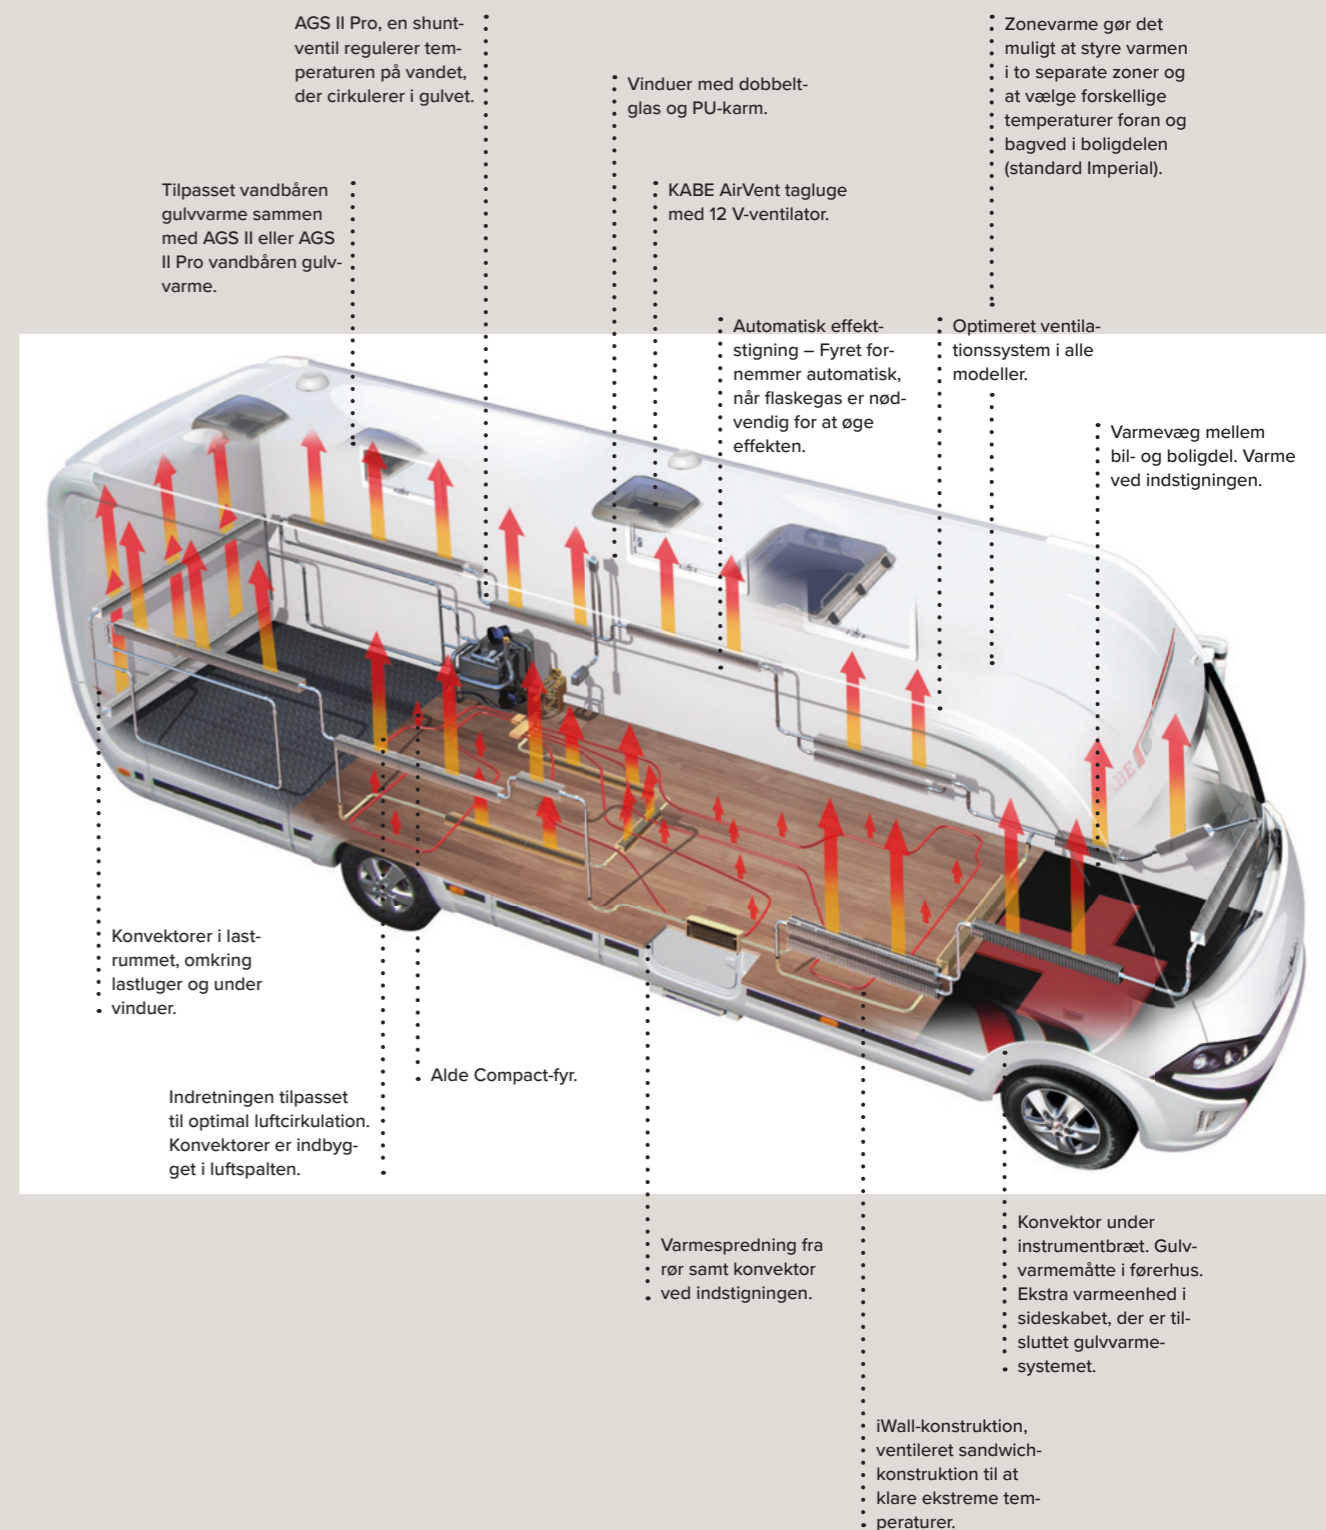 AGS II Pro, en shunt-
ventil regulerer tem-
peraturen på vandet,
der cirkulerer i gulvet.
Vinduer med dobbelt-
glas og PU-karm.
Zonevarme gør det
muligt at styre varmen
i to separate zoner og
at vælge forskellige
temperaturer foran og
bagved i boligdelen
(standard Imperial).
Tilpasset vandbåren
gulvvarme sammen
med AGS II eller AGS
II Pro vandbåren gulv-
varme.
KABE AirVent tagluge
med 12 V-ventilator.
Automatisk effekt-
stigning – Fyret for-
nemmer automatisk,
når flaskegas er nød-
vendig for at øge
effekten.
Optimeret ventila-
tionssystem i alle
modeller.
Varmevæg mellem
bil- og boligdel. Varme
ved indstigningen.
Konvektorer i last-
rummet, omkring
lastluger og under
vinduer.
Alde Compact-fyr.
Indretningen tilpasset
til optimal luftcirkulation.
Konvektorer er indbyg-
get i luftspalten.
Varmespredning fra
rør samt konvektor
ved indstigningen.
Konvektor under
instrumentbræt. Gulv-
varmemåtte i førerhus.
Ekstra varmeenhed i
sideskabet, der er til-
sluttet gulvvarme-
systemet.
iWall-konstruktion,
ventileret sandwich-
konstruktion til at
klare ekstreme tem-
peraturer.